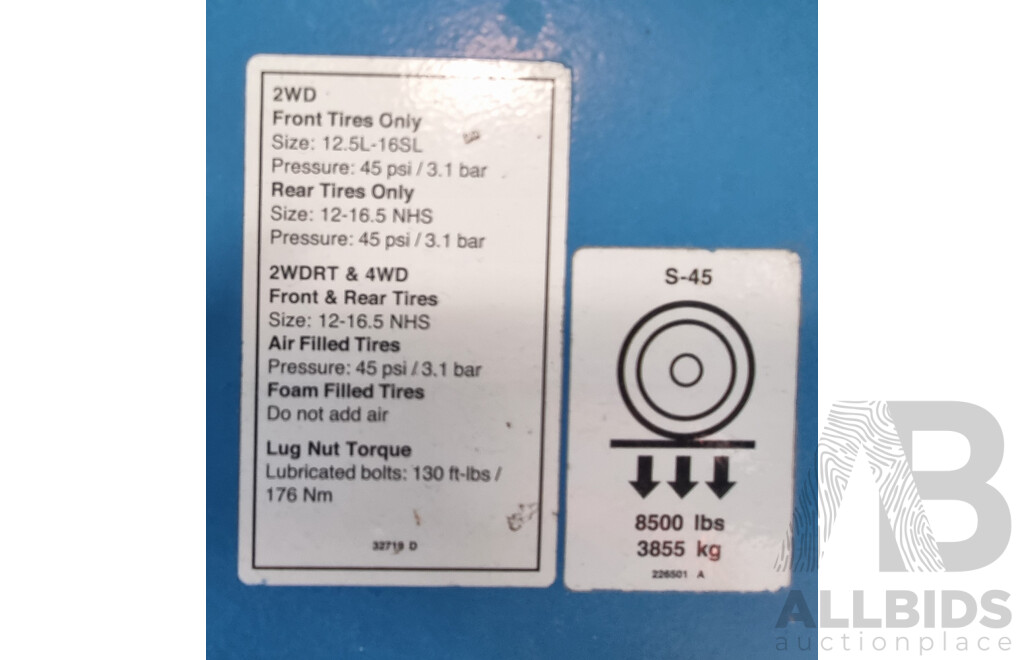 2WD
Front Tires Only
Size: 12.5L-16SL
Pressure: 45 psi / 3.1 bar
Rear Tires Only
Size: 12-16.5 NHS
Pressure: 45 psi / 3.1 bar
2WDRT & 4WD
Front & Rear Tires
Size: 12-16.5 NHS
Air Filled Tires
Pressure: 45 psi / 3.1 bar
Foam Filled Tires
Do not add air
Lug Nut Torque
Lubricated bolts: 130 ft-lbs /
176 Nm
32719 D
S-45
8500 lbs
3855 kg
226501 A
AB
ALLBIDS
auctionplace